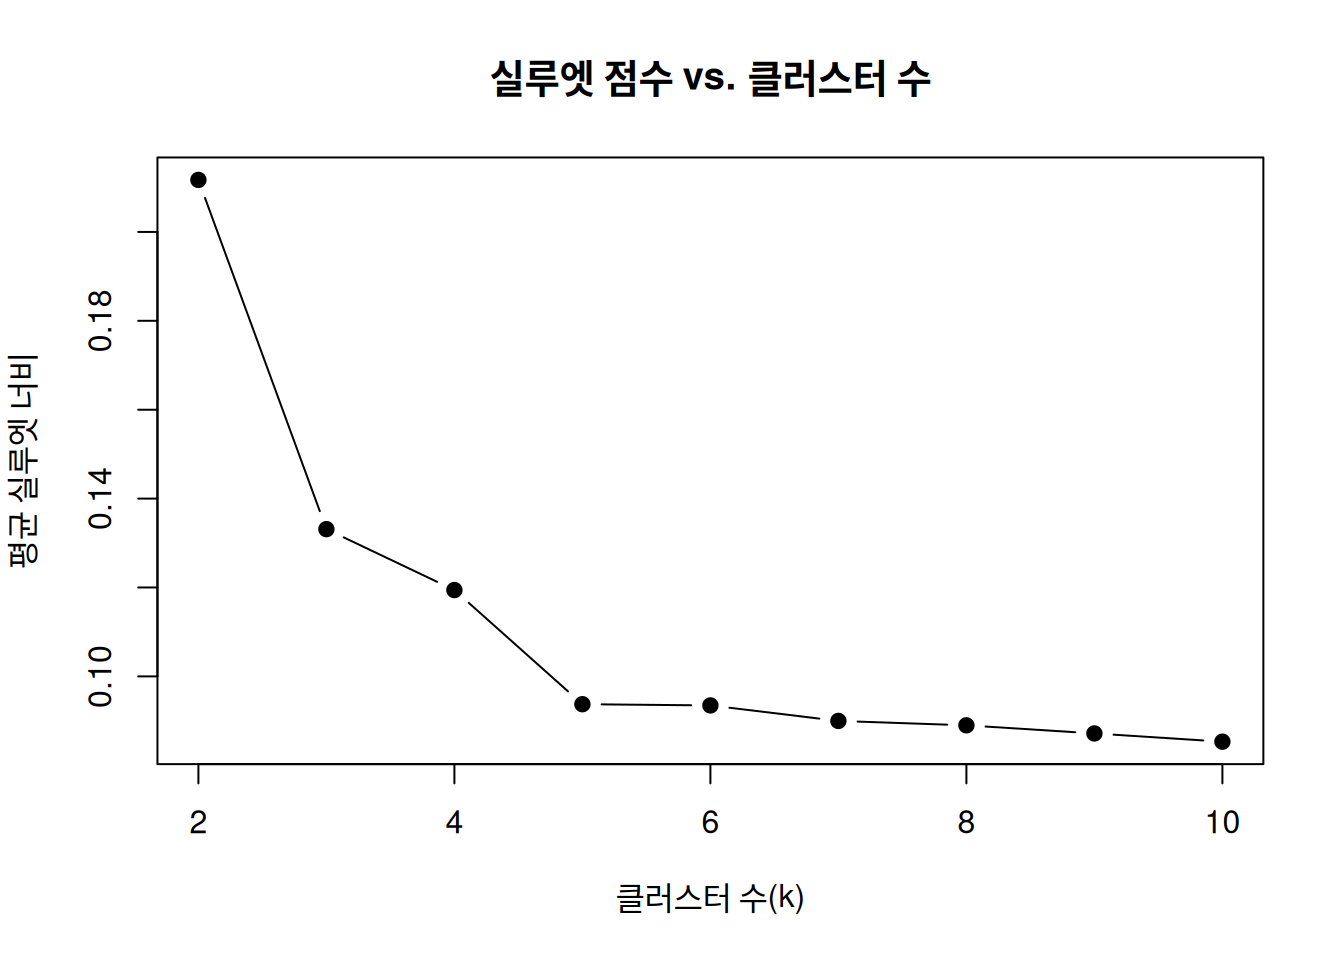 실루엣 점수 vs. 클러스터 수
평균 실루엣 너비
0.18
0.14
0.10
2 4 6 8 10
클러스터 수(k)